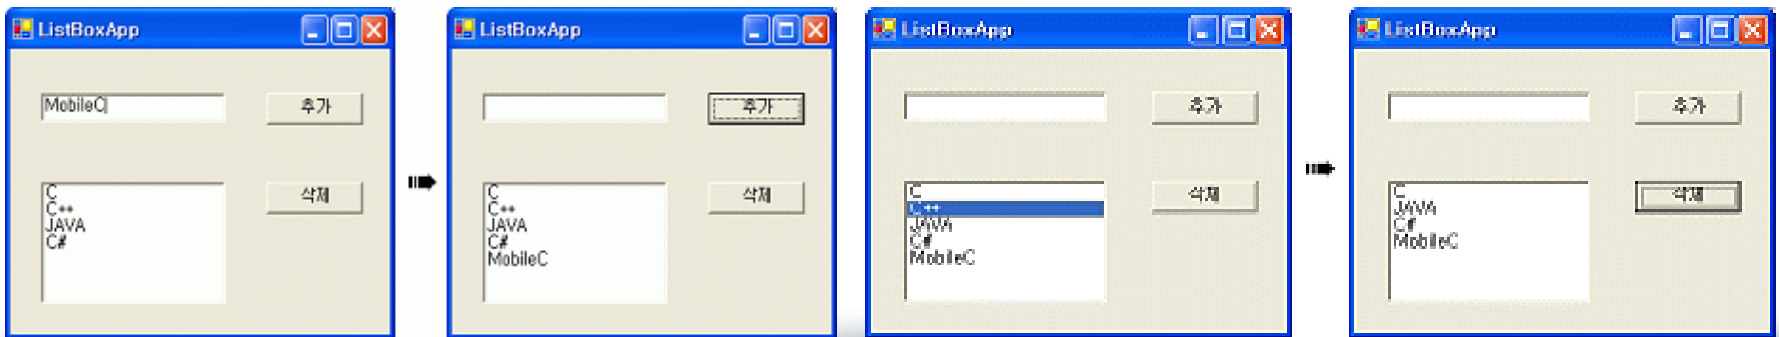 ListBoxApp
MobileC
추가
C
C++
JAVA
C#
삭제
ListBoxApp
추가
C
C++
JAVA
C#
MobileC
삭제
ListBoxApp
추가
C
C++
JAVA
C#
MobileC
삭제
ListBoxApp
추가
C
JAVA
C#
MobileC
삭제